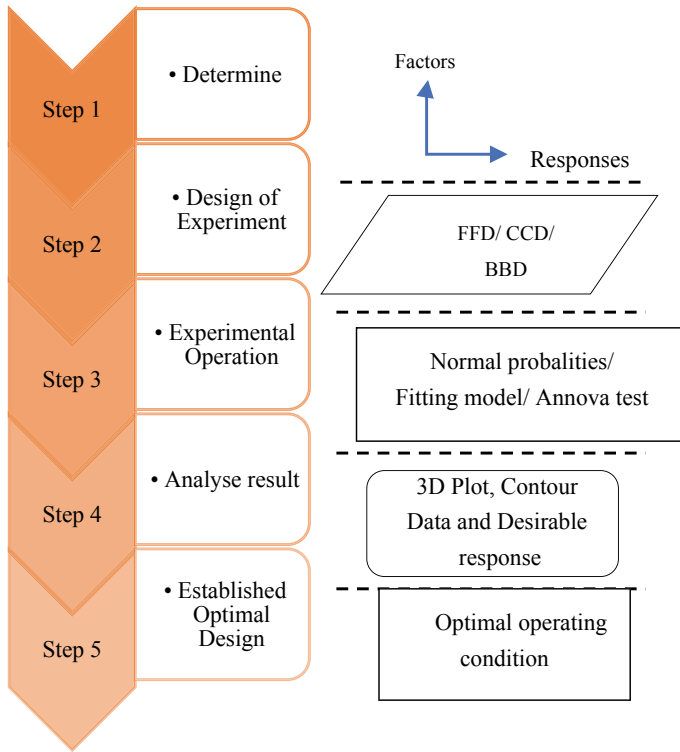 Step 1
• Determine
Factors
Responses
Step 2
• Design of
Experiment
FFD/ CCD/
BBD
Step 3
• Experimental
Operation
Normal probalities/
Fitting model/ Annova test
Step 4
• Analyse result
3D Plot, Contour
Data and Desirable
response
Step 5
• Established
Optimal
Design
Optimal operating
condition